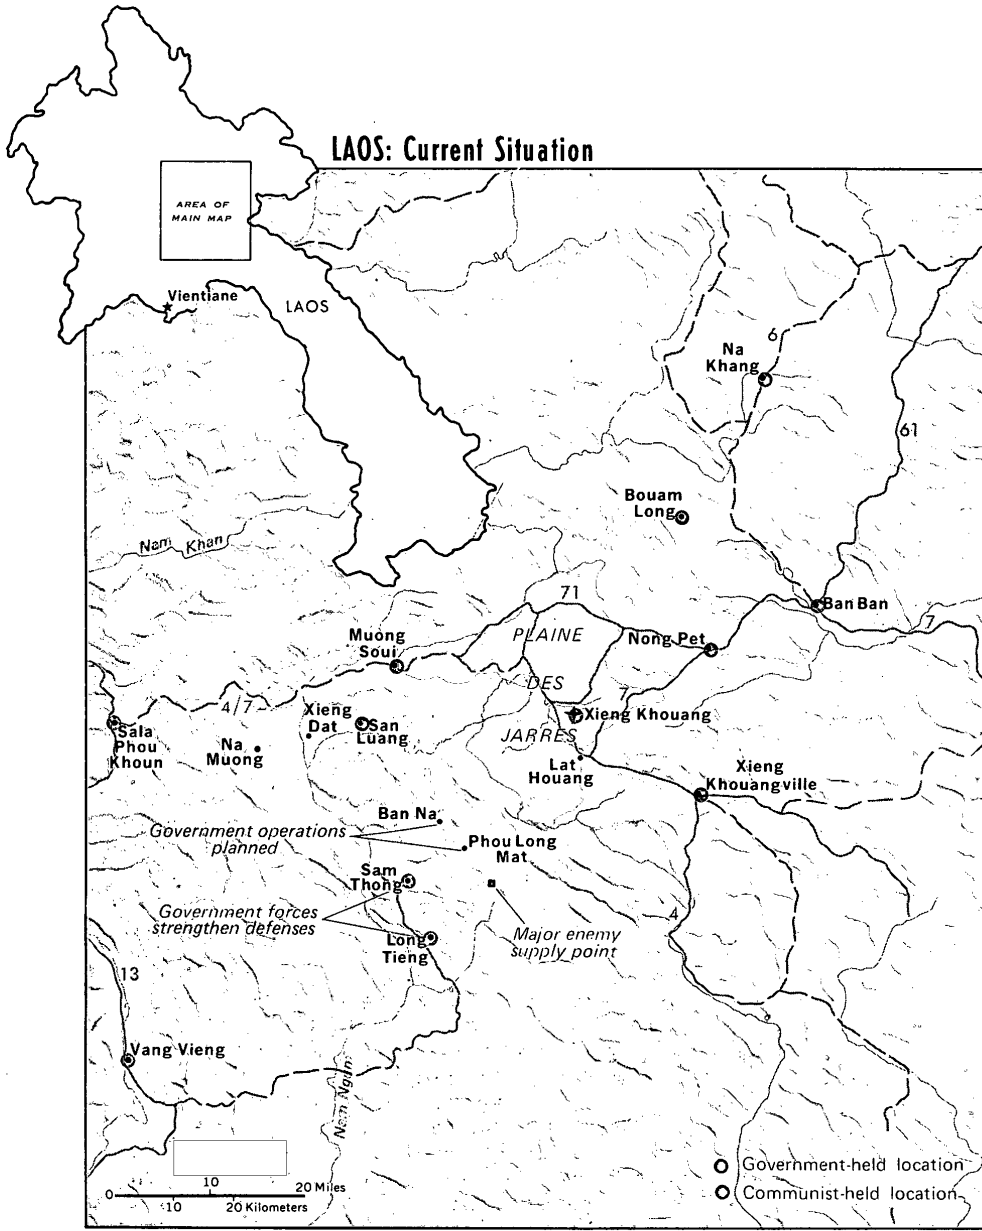 LAOS: Current Situation
AREA OF
MAIN MAP
Vientiane
LAOS
6
Na
Khang
61
Bouam
Long
Nam Khan
71
Ban Ban
7
PLAINE
Muong
Soui
Nong Pet
DES
4/7
7
Xieng
Dat
San
Luang
Xieng Khouang
Sala
Phou
Khoun
Na
Muong
JARRES
Lat
Houang
Xieng
Khouangville
Ban Na
Government operations
planned
Phou Long
Mat
Sam
Thong
Government forces
strengthen defenses
4
Long
Tieng
Major enemy
supply point
13
Vang Vieng
Nam Ngum
Government-held location
Communist-held location
0 10 20 Miles
10 20 Kilometers